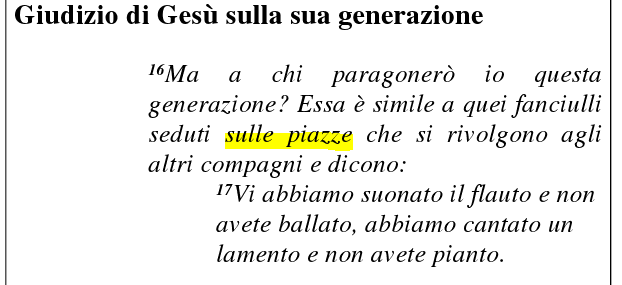 Giudizio di Gesù sulla sua generazione
¹⁶Ma a chi paragonerò io questa
generazione? Essa è simile a quei fanciulli
seduti sulle piazze che si rivolgono agli
altri compagni e dicono:
¹⁷Vi abbiamo suonato il flauto e non
avete ballato, abbiamo cantato un
lamento e non avete pianto.